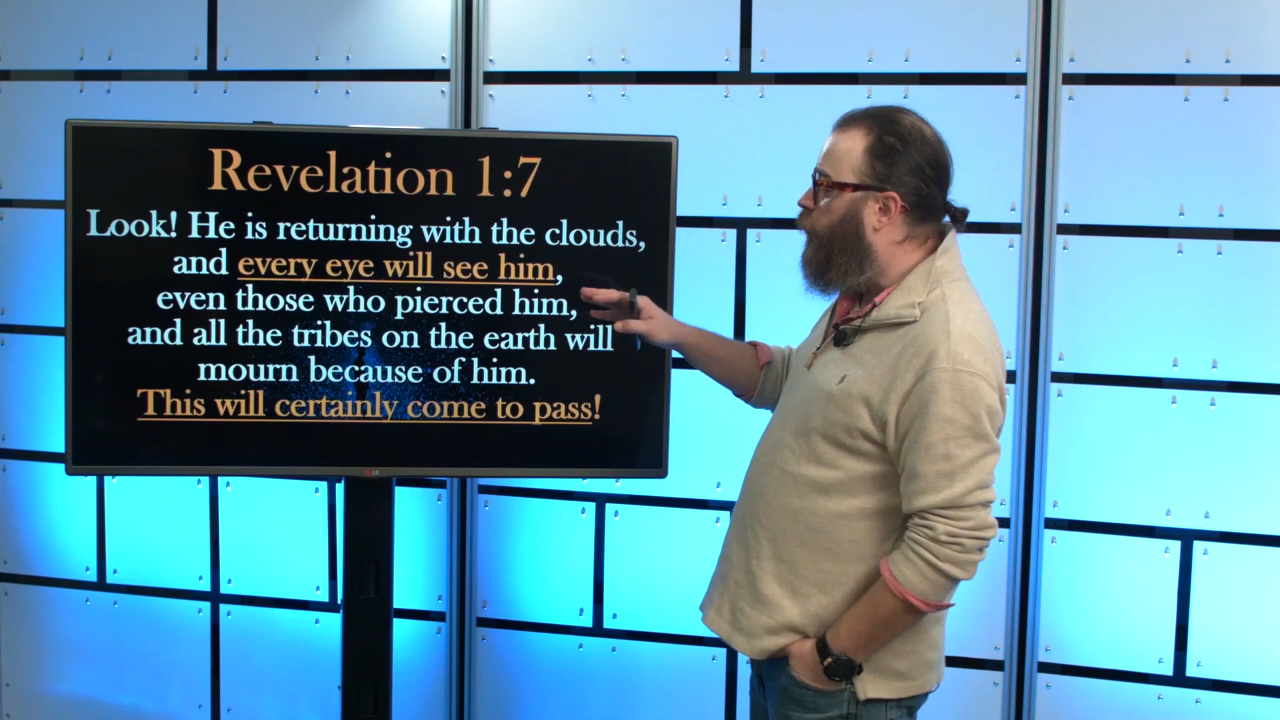 Revelation 1:7
Look! He is returning with the clouds,
and every eye will see him,
even those who pierced him,
and all the tribes on the earth will
mourn because of him.
This will certainly come to pass!
LG